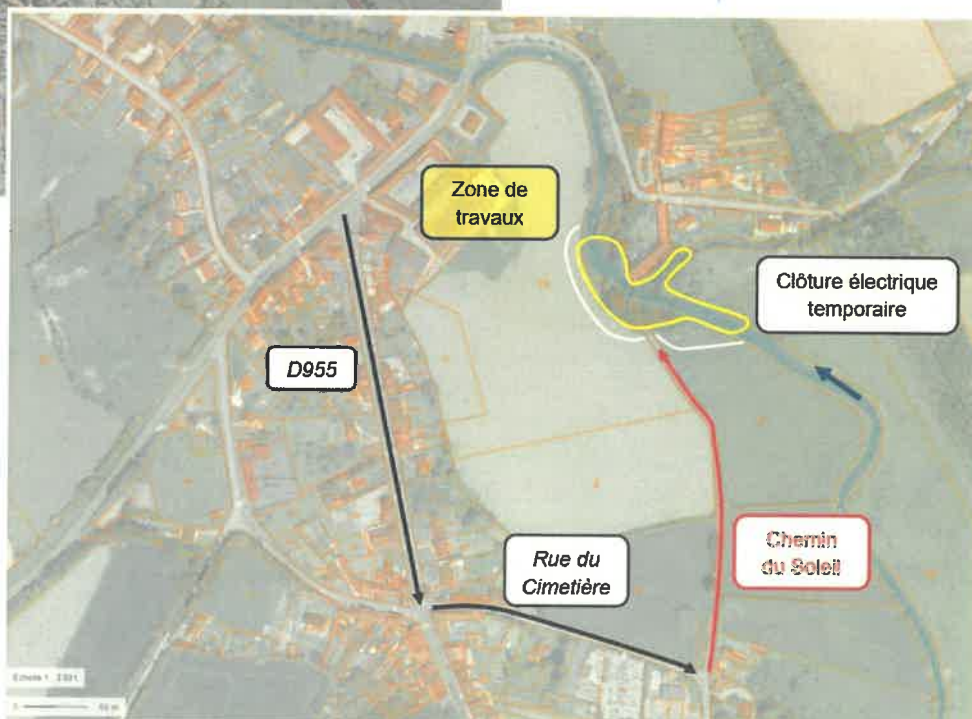 Zone de
travaux
Clôture électrique
temporaire
D955
Rue du
Cimetière
Chemin
du Soleil